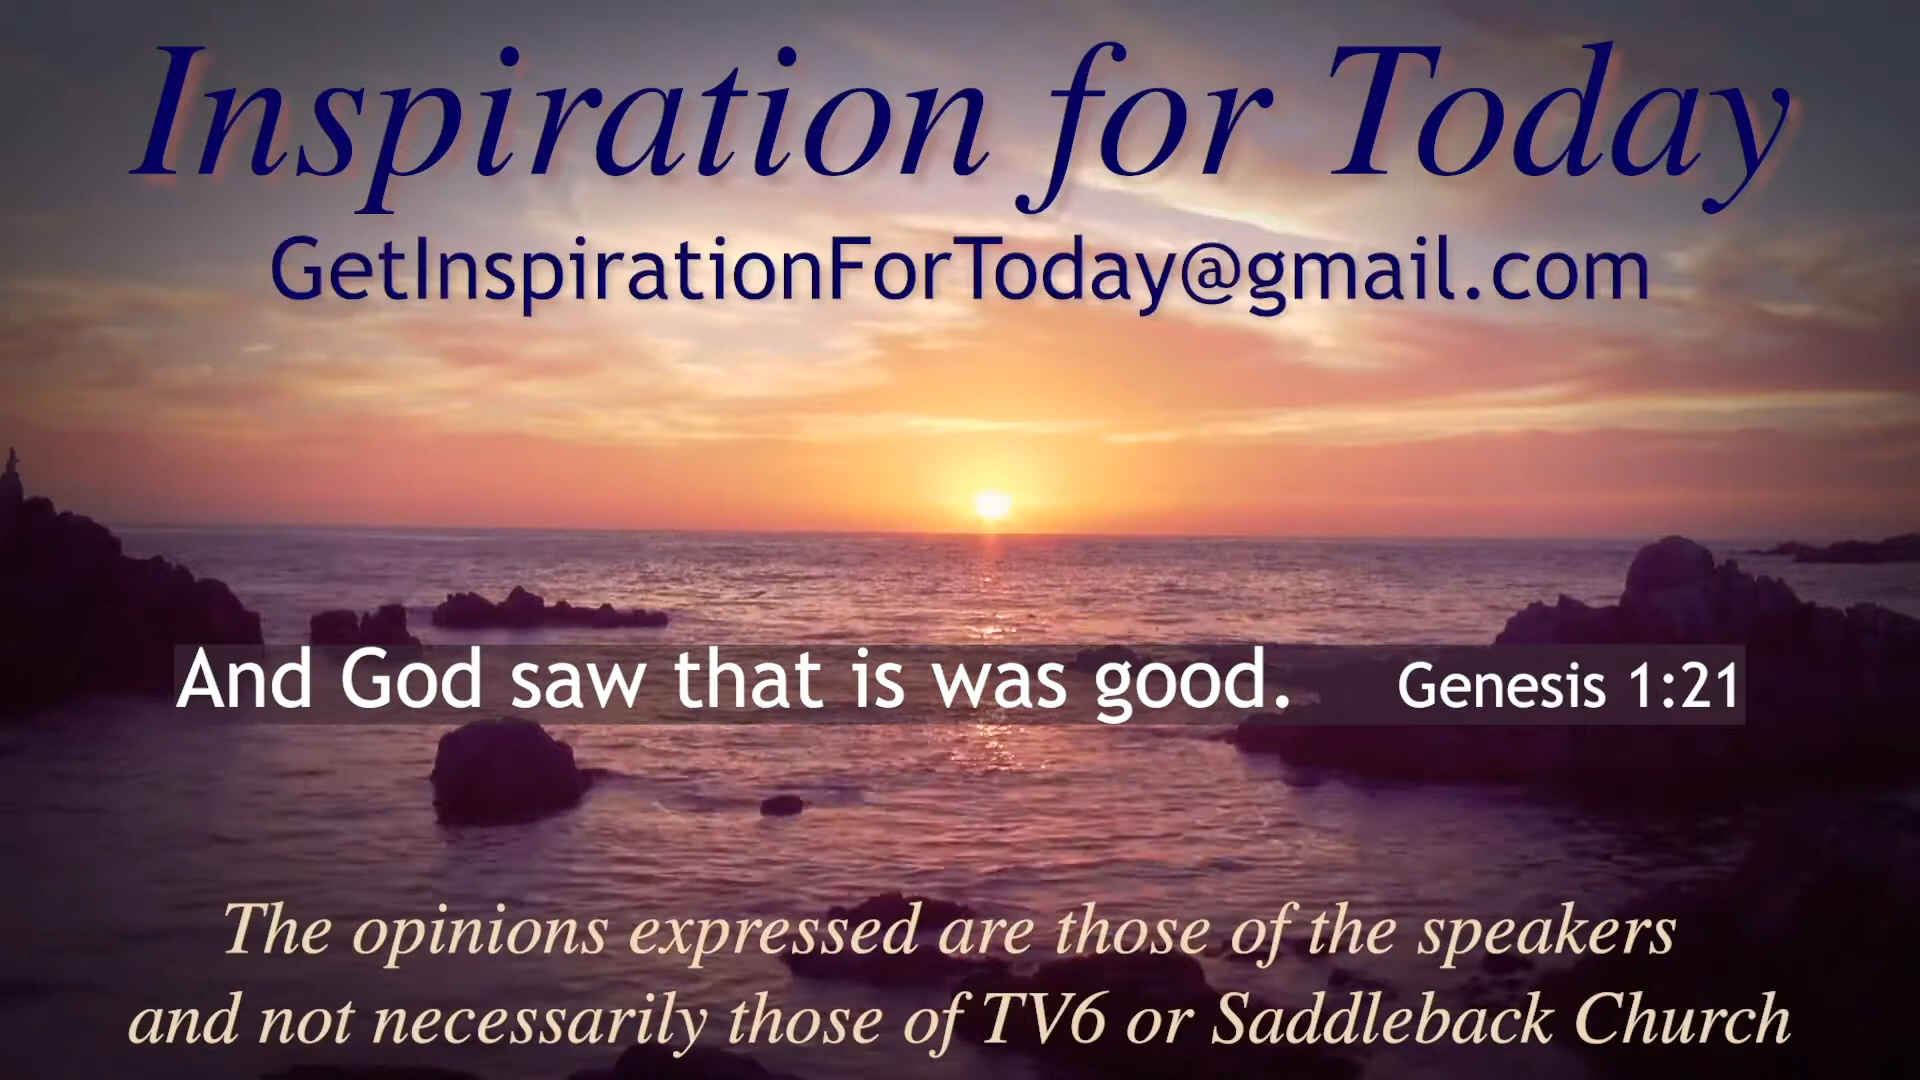 Inspiration for Today
GetInspirationForToday@gmail.com
And God saw that is was good. Genesis 1:21
The opinions expressed are those of the speakers
and not necessarily those of TV6 or Saddleback Church